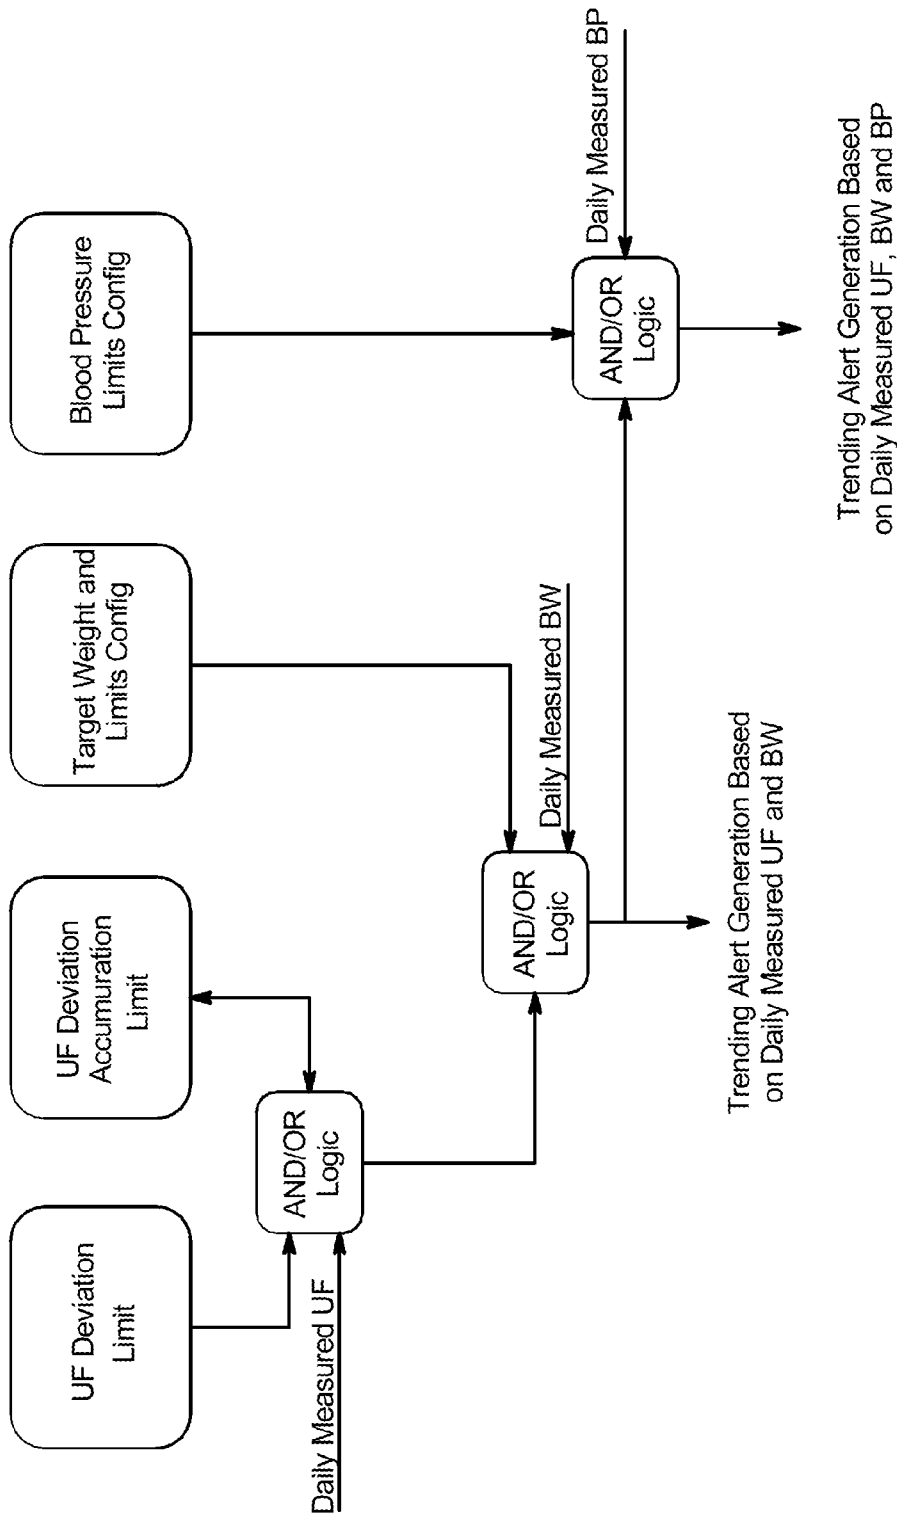 UF Deviation
Limit
UF Deviation
Accumuration
Limit
Target Weight and
Limits Config
Blood Pressure
Limits Config
Daily Measured UF
AND/OR
Logic
AND/OR
Logic
Daily Measured BW
AND/OR
Logic
Daily Measured BP
Trending Alert Generation Based
on Daily Measured UF and BW
Trending Alert Generation Based
on Daily Measured UF, BW and BP